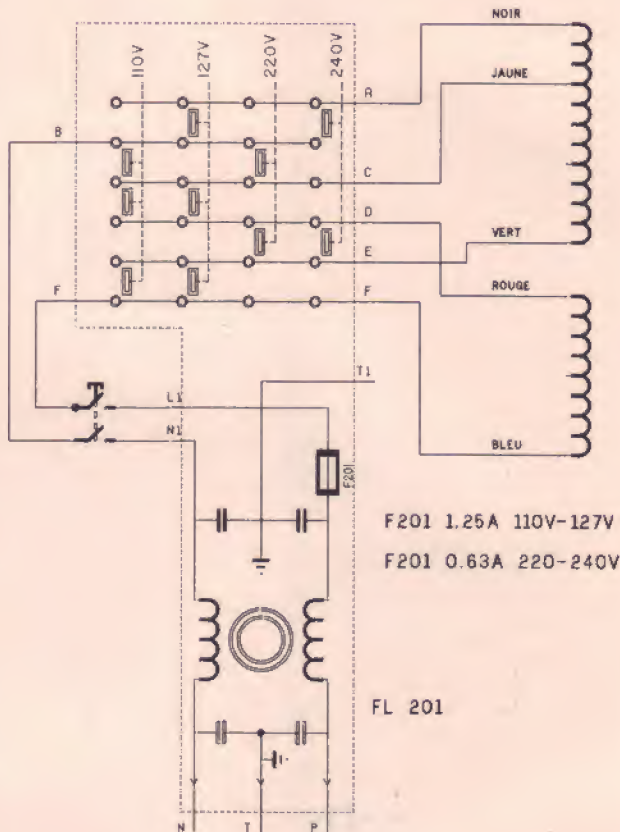 NOIR
110V
127V
220V
240V
A
JAUNE
B
C
D
VERT
E
F
F
ROUGE
T1
L1
N1
BLEU
F201
F201 1.25A 110V-127V
F201 0.63A 220-240V
FL 201
N
T
P